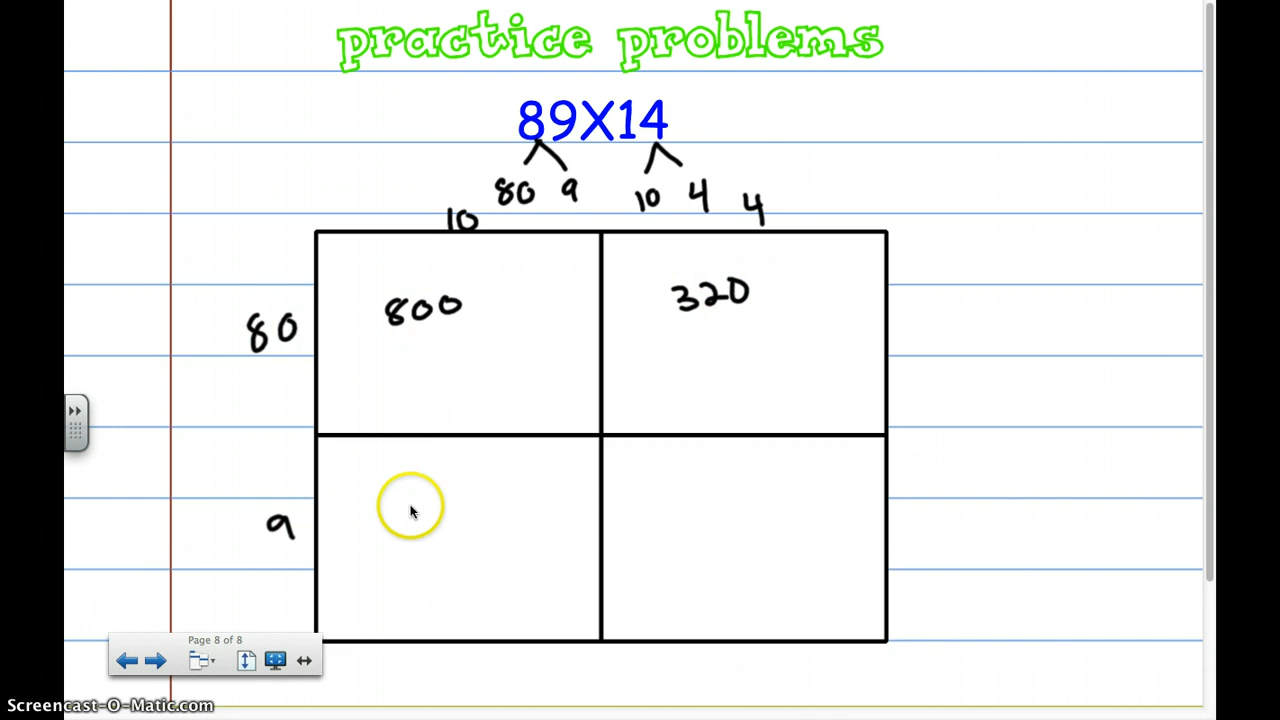 practice problems
89X14
80 9 10 4
10 4
80 800 320
9
Page 8 of 8
Screencast-O-Matic.com